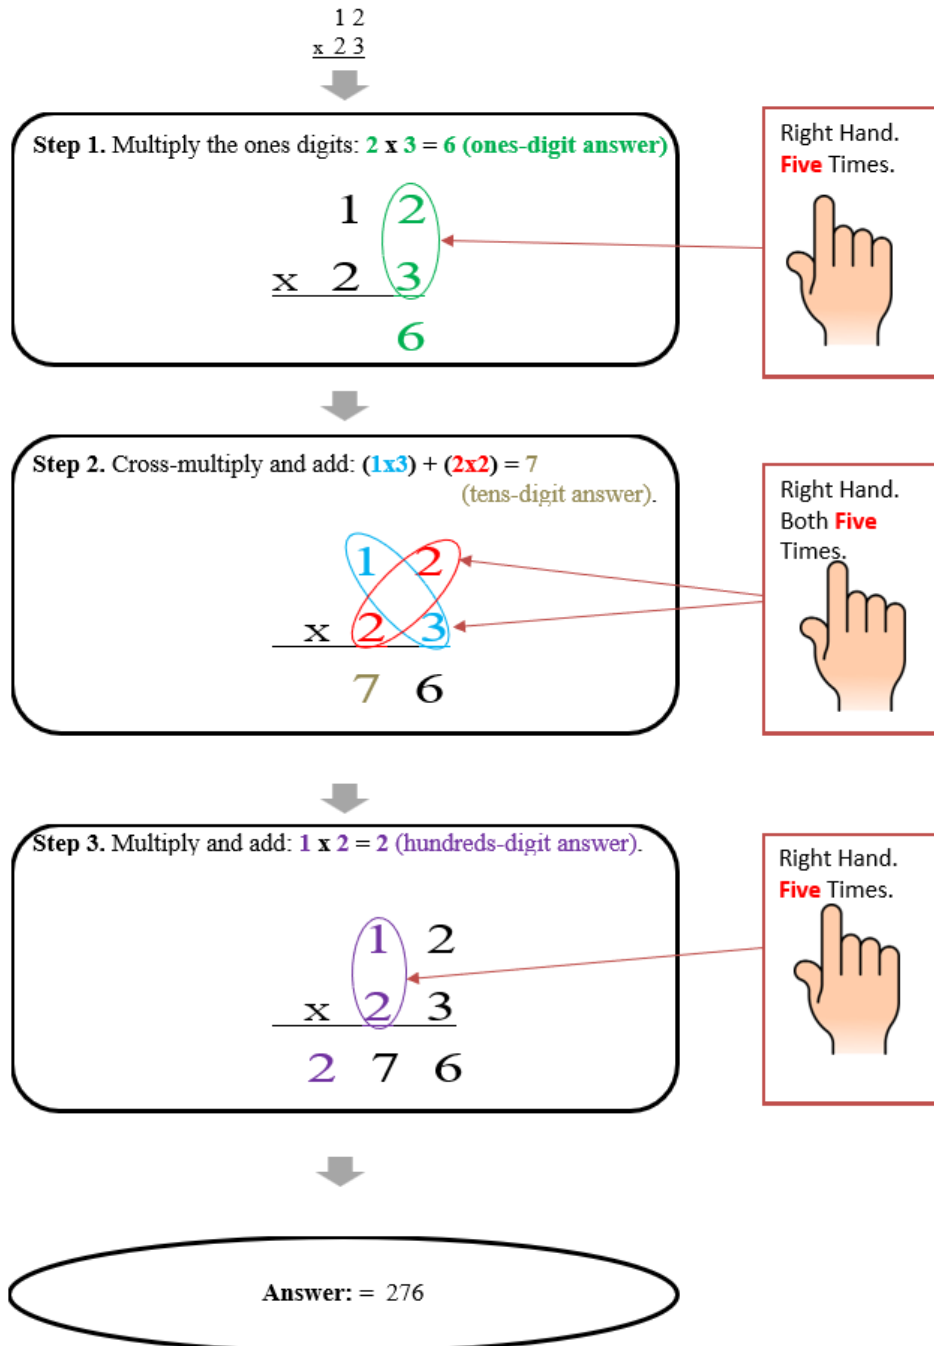 1 2
x 2 3
Step 1. Multiply the ones digits: 2 x 3 = 6 (ones-digit answer)
1 2
x 2 3
6
Right Hand.
Five Times.
Step 2. Cross-multiply and add: (1x3) + (2x2) = 7
(tens-digit answer).
1 2
x 2 3
7 6
Right Hand.
Both Five
Times.
Step 3. Multiply and add: 1 x 2 = 2 (hundreds-digit answer).
1 2
x 2 3
2 7 6
Right Hand.
Five Times.
Answer: = 276